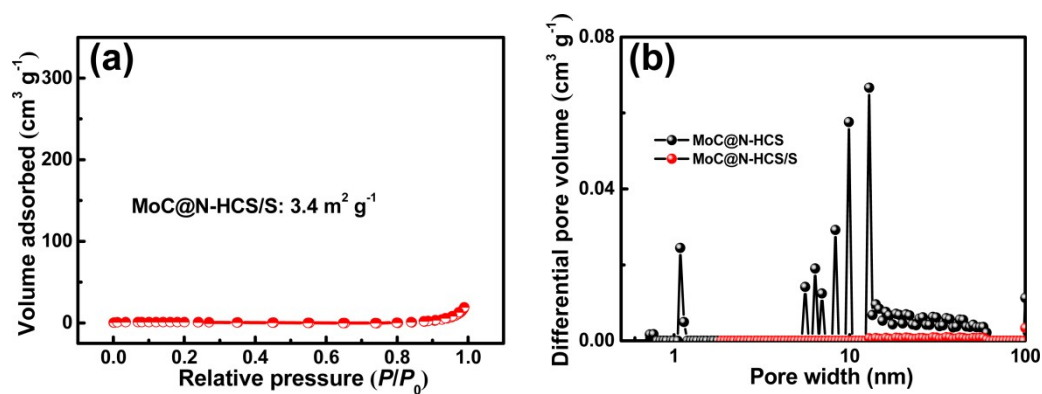 (a)
300
200
100
0
Volume adsorbed (cm³ g⁻¹)
MoC@N-HCS/S: 3.4 m² g⁻¹
0.0 0.2 0.4 0.6 0.8 1.0
Relative pressure (P/P₀)
(b)
0.08
0.04
0.00
Differential pore volume (cm³ g⁻¹)
MoC@N-HCS
MoC@N-HCS/S
1 10 100
Pore width (nm)